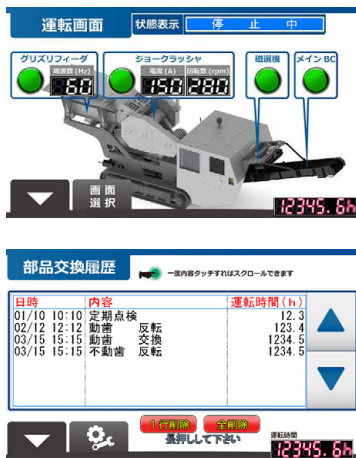 運転画面 状態表示 停 止 中
グリズリフィーダ ジョークラッシャ 磁選機 メインBC
周波数(Hz) 電流(A) 回転数(rpm)
画面
選択
12345.6h
部品交換履歴 一度内容タッチすればスクロールできます
日時 内容 運転時間(h)
01/10 10:10 定期点検 12.3
02/12 12:12 動歯 反転 123.4
03/15 15:15 動歯 交換 1234.5
03/15 15:15 不動歯 反転 1234.5
1行削除 全削除
長押しして下さい 運転時間
12345.6h